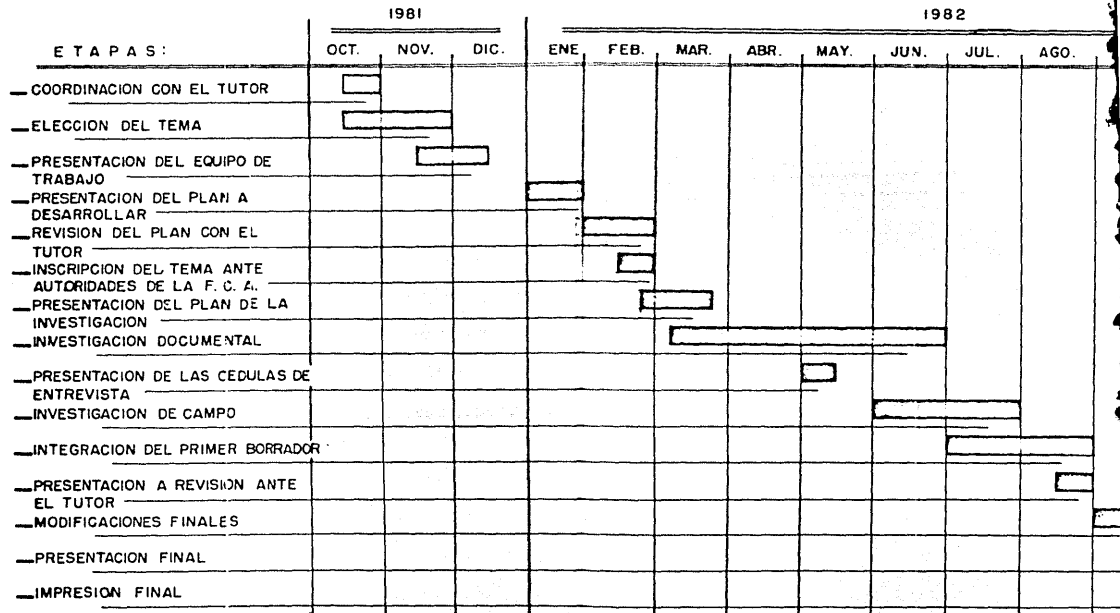 1981 1982
ETAPAS: OCT. NOV. DIC. ENE FEB. MAR. ABR. MAY. JUN. JUL. AGO.
COORDINACION CON EL TUTOR
ELECCION DEL TEMA
PRESENTACION DEL EQUIPO DE
TRABAJO
PRESENTACION DEL PLAN A
DESARROLLAR
REVISION DEL PLAN CON EL
TUTOR
INSCRIPCION DEL TEMA ANTE
AUTORIDADES DE LA F. C. A.
PRESENTACION DEL PLAN DE LA
INVESTIGACION
INVESTIGACION DOCUMENTAL
PRESENTACION DE LAS CEDULAS DE
ENTREVISTA
INVESTIGACION DE CAMPO
INTEGRACION DEL PRIMER BORRADOR
PRESENTACION A REVISION ANTE
EL TUTOR
MODIFICACIONES FINALES
PRESENTACION FINAL
IMPRESION FINAL